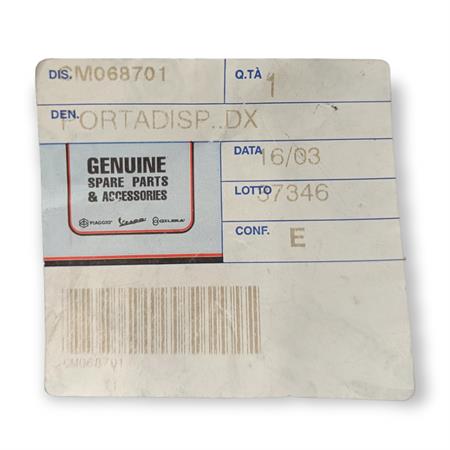 DIS. CM068701 Q.TÀ 1
DEN. PORTADISP..DX
GENUINE
SPARE PARTS
& ACCESSORIES
PIAGGIO Vespa GILERA
DATA 16/03
LOTTO 37346
CONF. E
CM068701